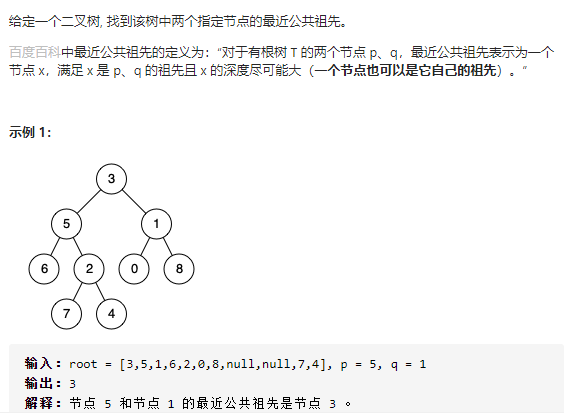 给定一个二叉树, 找到该树中两个指定节点的最近公共祖先。
百度百科中最近公共祖先的定义为：“对于有根树 T 的两个节点 p、q，最近公共祖先表示为一个
节点 x，满足 x 是 p、q 的祖先且 x 的深度尽可能大（一个节点也可以是它自己的祖先）。”
示例 1：
3
5 1
6 2 0 8
7 4
输入：root = [3,5,1,6,2,0,8,null,null,7,4], p = 5, q = 1
输出：3
解释：节点 5 和节点 1 的最近公共祖先是节点 3 。